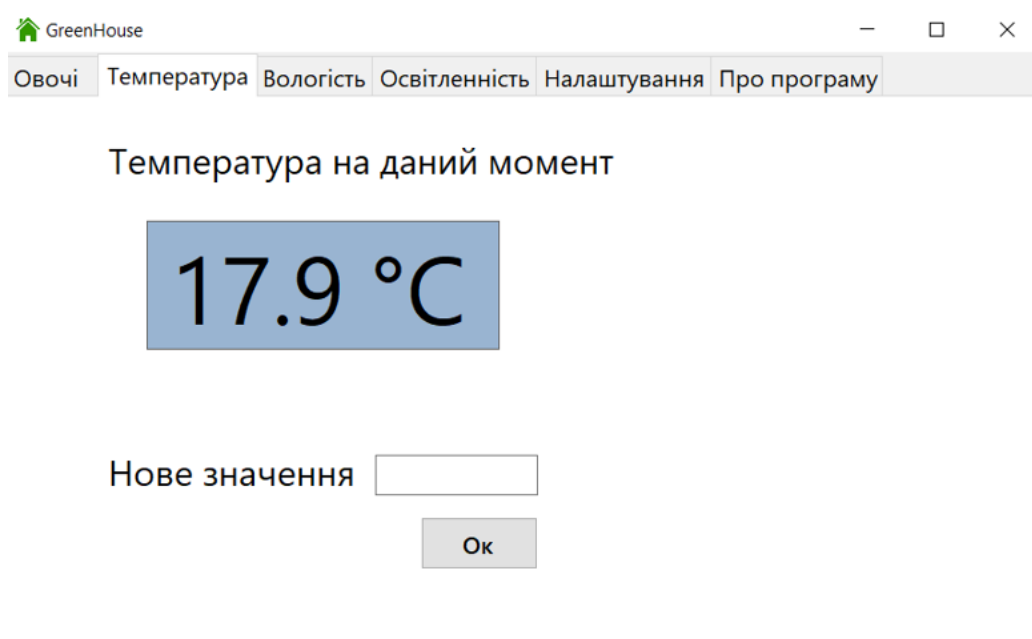 GreenHouse
Овочі Температура Вологість Освітленність Налаштування Про програму
Температура на даний момент
17.9 °C
Нове значення
Ок